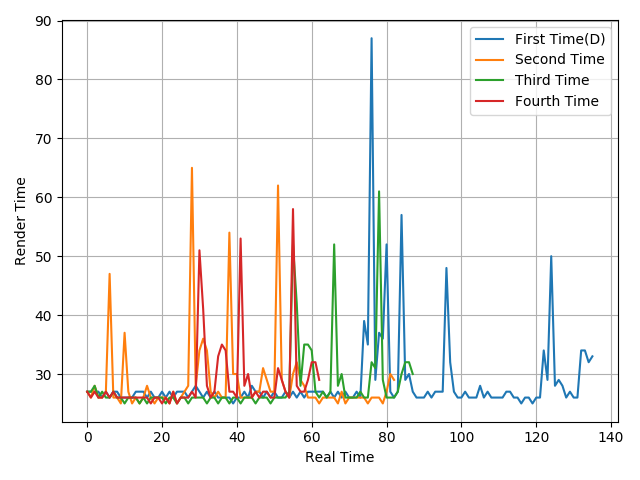 90
80
70
60
50
40
30
Render Time
0 20 40 60 80 100 120 140
Real Time
First Time(D)
Second Time
Third Time
Fourth Time